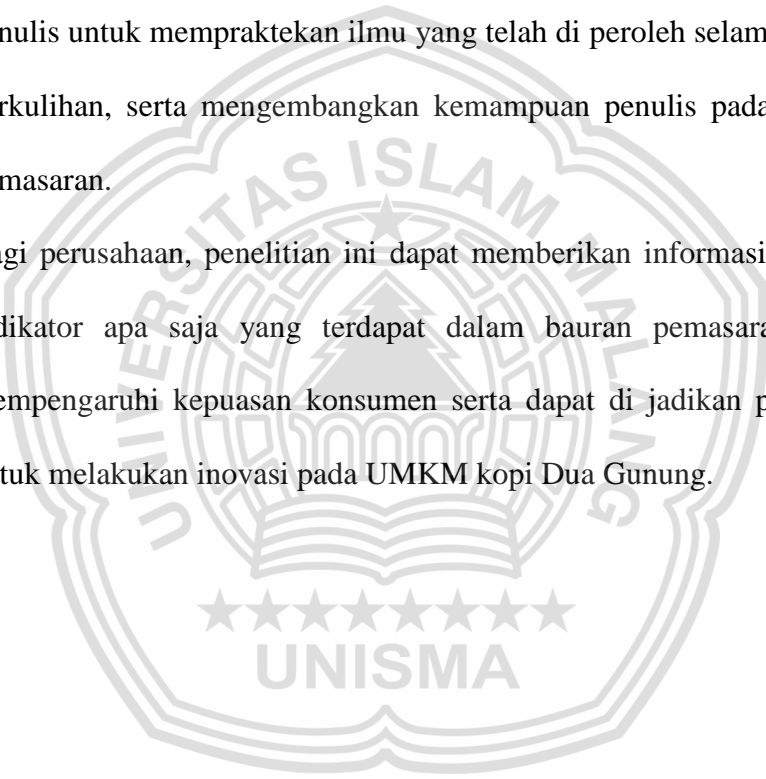 nulis untuk mempraktekan ilmu yang telah di peroleh selam
rkulihan, serta mengembangkan kemampuan penulis pada
masaran.
agi perusahaan, penelitian ini dapat memberikan informasi
dikator apa saja yang terdapat dalam bauran pemasara
empengaruhi kepuasan konsumen serta dapat di jadikan p
tuk melakukan inovasi pada UMKM kopi Dua Gunung.
UNIVERSITAS ISLAM MALANG
UNISMA